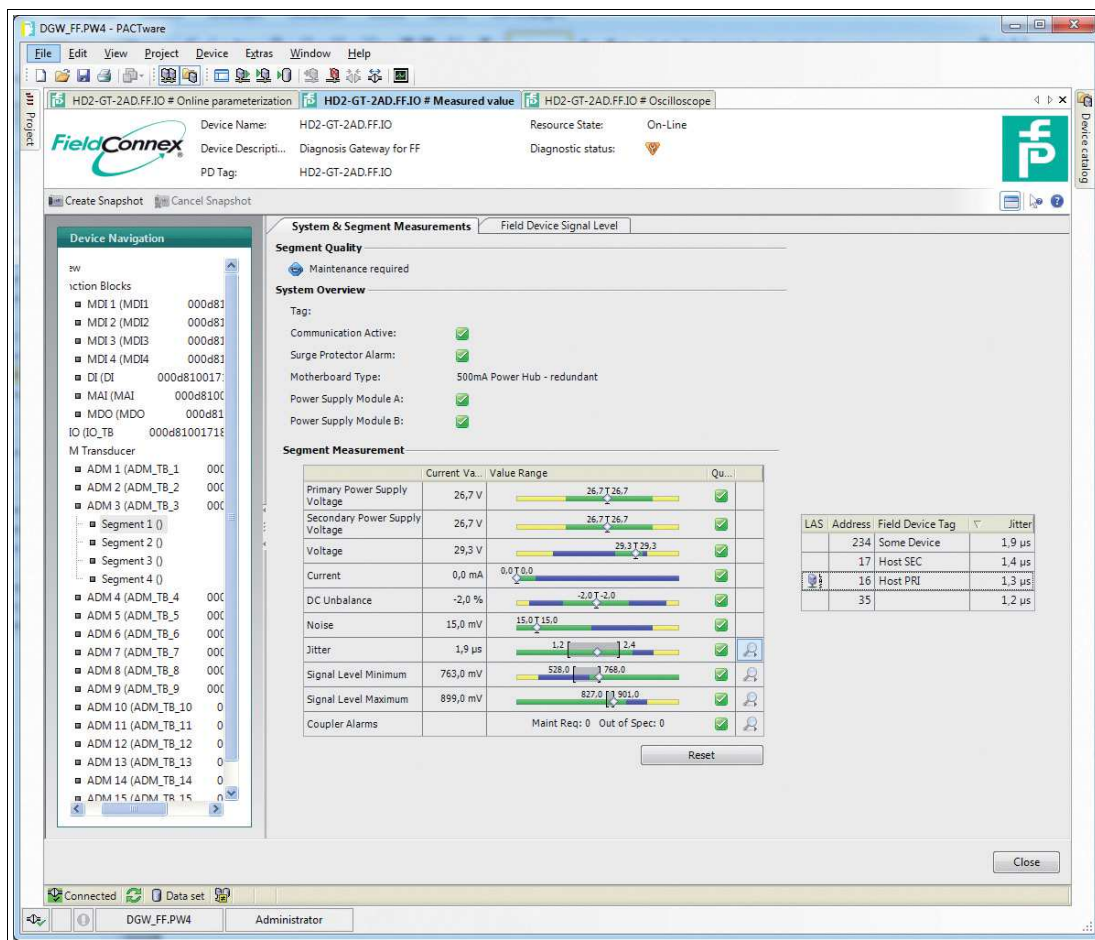 DGW_FF.PW4 - PACTware
File Edit View Project Device Extras Window Help
HD2-GT-2AD.FF.IO # Online parameterization HD2-GT-2AD.FF.IO # Measured value HD2-GT-2AD.FF.IO # Oscilloscope
Project
Device catalog
FieldConnex
Device Name: HD2-GT-2AD.FF.IO Resource State: On-Line
Device Descripti... Diagnosis Gateway for FF Diagnostic status:
PD Tag: HD2-GT-2AD.FF.IO
Create Snapshot Cancel Snapshot
Device Navigation
ew
nction Blocks
MDI 1 (MDI1 000d81
MDI 2 (MDI2 000d81
MDI 3 (MDI3 000d81
MDI 4 (MDI4 000d81
DI (DI 000d810017:
MAI (MAI 000d810(
MDO (MDO 000d81
IO (IO_TB 000d81001718
M Transducer
ADM 1 (ADM_TB_1 000
ADM 2 (ADM_TB_2 000
ADM 3 (ADM_TB_3 000
Segment 1 ()
Segment 2 ()
Segment 3 ()
Segment 4 ()
ADM 4 (ADM_TB_4 000
ADM 5 (ADM_TB_5 000
ADM 6 (ADM_TB_6 000
ADM 7 (ADM_TB_7 000
ADM 8 (ADM_TB_8 000
ADM 9 (ADM_TB_9 000
ADM 10 (ADM_TB_10 0
ADM 11 (ADM_TB_11 0
ADM 12 (ADM_TB_12 0
ADM 13 (ADM_TB_13 0
ADM 14 (ADM_TB_14 0
ADM 15 (ADM_TB_15 0
System & Segment Measurements Field Device Signal Level
Segment Quality
Maintenance required
System Overview
Tag:
Communication Active:
Surge Protector Alarm:
Motherboard Type: 500mA Power Hub - redundant
Power Supply Module A:
Power Supply Module B:
Segment Measurement
Current Va... Value Range Qu...
Primary Power Supply Voltage 26,7 V 26,7 26,7
Secondary Power Supply Voltage 26,7 V 26,7 26,7
Voltage 29,3 V 29,3 29,3
Current 0,0 mA 0,0 0,0
DC Unbalance -2,0 % -2,0 -2,0
Noise 15,0 mV 15,0 15,0
Jitter 1,9 µs 1,2 2,4
Signal Level Minimum 763,0 mV 528,0 768,0
Signal Level Maximum 899,0 mV 827,0 901,0
Coupler Alarms Maint Req: 0 Out of Spec: 0
Reset
LAS Address Field Device Tag Jitter
234 Some Device 1,9 µs
17 Host SEC 1,4 µs
16 Host PRI 1,3 µs
35 1,2 µs
Close
Connected Data set
DGW_FF.PW4 Administrator